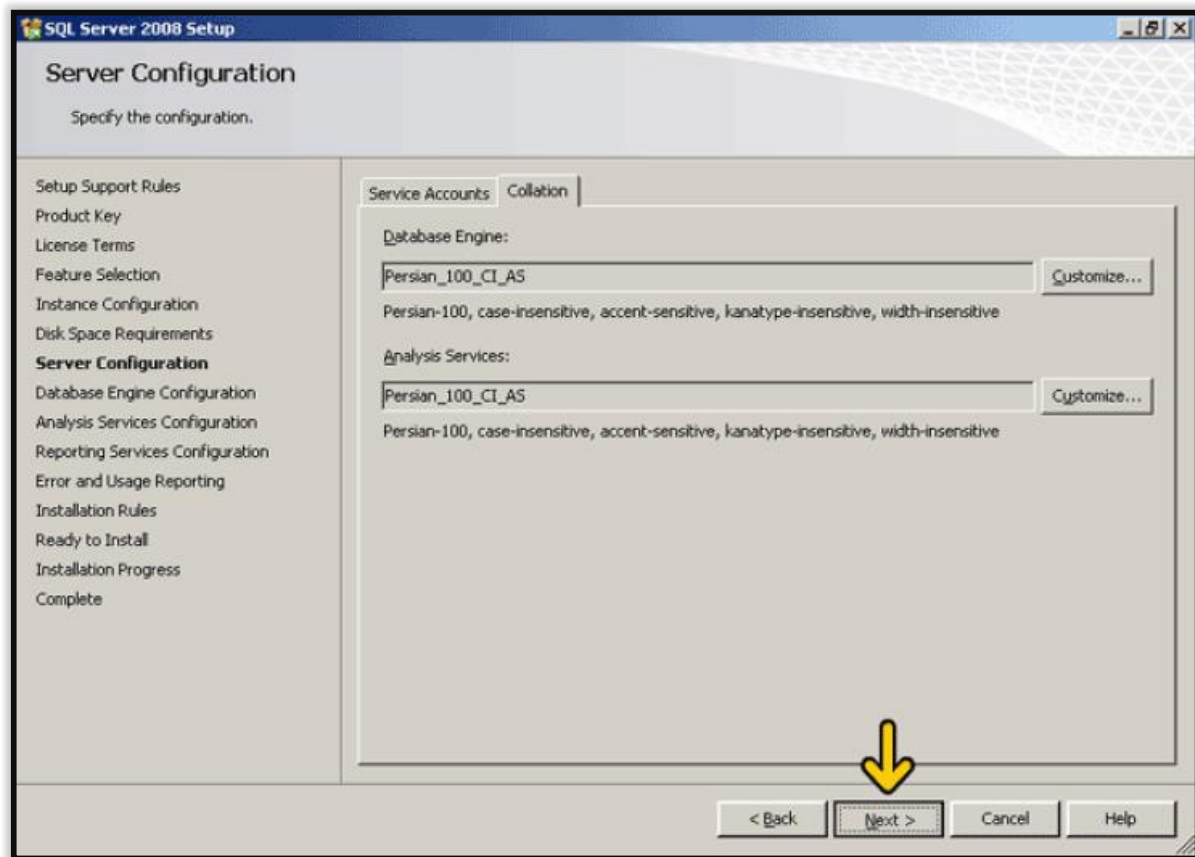 SQL Server 2008 Setup
Server Configuration
Specify the configuration.
Setup Support Rules
Product Key
License Terms
Feature Selection
Instance Configuration
Disk Space Requirements
Server Configuration
Database Engine Configuration
Analysis Services Configuration
Reporting Services Configuration
Error and Usage Reporting
Installation Rules
Ready to Install
Installation Progress
Complete
Service Accounts Collation
Database Engine:
Persian_100_CI_AS Customize...
Persian-100, case-insensitive, accent-sensitive, kanatype-insensitive, width-insensitive
Analysis Services:
Persian_100_CI_AS Customize...
Persian-100, case-insensitive, accent-sensitive, kanatype-insensitive, width-insensitive
< Back Next > Cancel Help